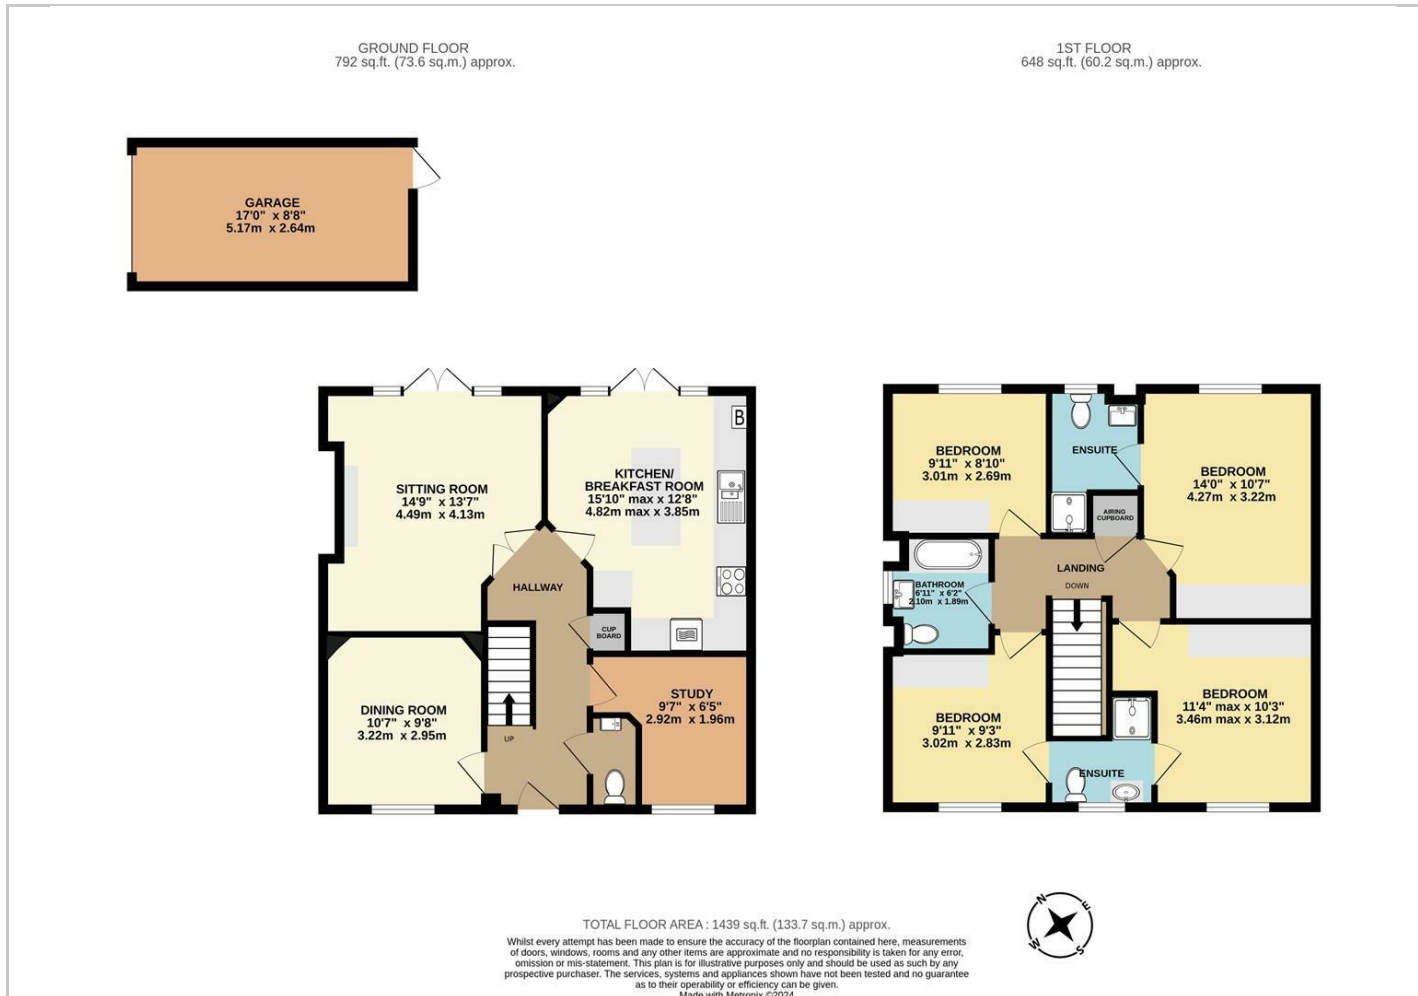 GROUND FLOOR
792 sq.ft. (73.6 sq.m.) approx.
1ST FLOOR
648 sq.ft. (60.2 sq.m.) approx.
GARAGE
17'0" x 8'8"
5.17m x 2.64m
SITTING ROOM
14'9" x 13'7"
4.49m x 4.13m
KITCHEN/
BREAKFAST ROOM
15'10" max x 12'8"
4.82m max x 3.85m
B
HALLWAY
CUP
BOARD
DINING ROOM
10'7" x 9'8"
3.22m x 2.95m
UP
STUDY
9'7" x 6'5"
2.92m x 1.96m
BEDROOM
9'11" x 8'10"
3.01m x 2.69m
ENSUITE
BEDROOM
14'0" x 10'7"
4.27m x 3.22m
AIRING
CUPBOARD
BATHROOM
6'11" x 6'2"
2.10m x 1.89m
LANDING
DOWN
BEDROOM
9'11" x 9'3"
3.02m x 2.83m
ENSUITE
BEDROOM
11'4" max x 10'3"
3.46m max x 3.12m
N
E
S
W
TOTAL FLOOR AREA : 1439 sq.ft. (133.7 sq.m.) approx.
Whilst every attempt has been made to ensure the accuracy of the floorplan contained here, measurements
of doors, windows, rooms and any other items are approximate and no responsibility is taken for any error,
omission or mis-statement. This plan is for illustrative purposes only and should be used as such by any
prospective purchaser. The services, systems and appliances shown have not been tested and no guarantee
as to their operability or efficiency can be given.
Made with Metropix ©2024